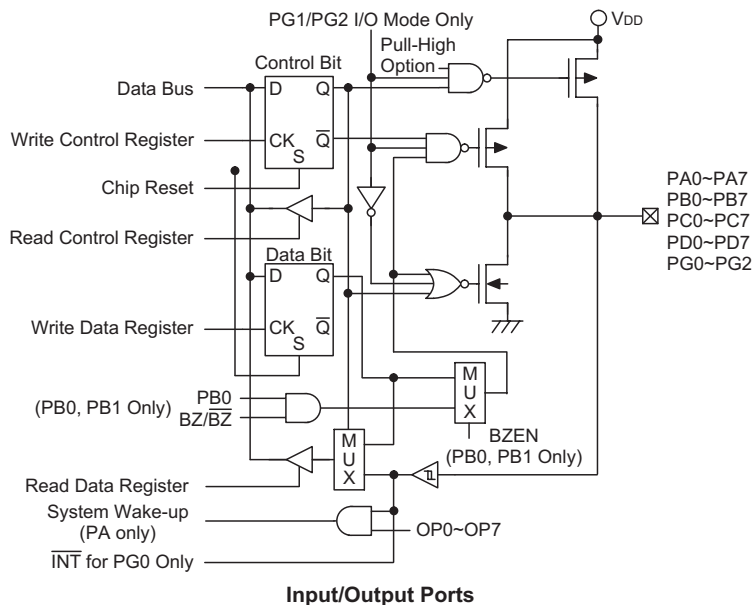 PG1/PG2 I/O Mode Only
VDD
Pull-High
Option
Control Bit
Data Bus
D Q
Write Control Register
CK Q̅
S
Chip Reset
PA0~PA7
PB0~PB7
PC0~PC7
PD0~PD7
PG0~PG2
Read Control Register
Data Bit
D Q
Write Data Register
CK Q̅
S
M
U
X
PB0
(PB0, PB1 Only)
BZ/B̅Z̅
BZEN
(PB0, PB1 Only)
M
U
X
Read Data Register
System Wake-up
(PA only)
OP0~OP7
I̅N̅T̅ for PG0 Only
Input/Output Ports